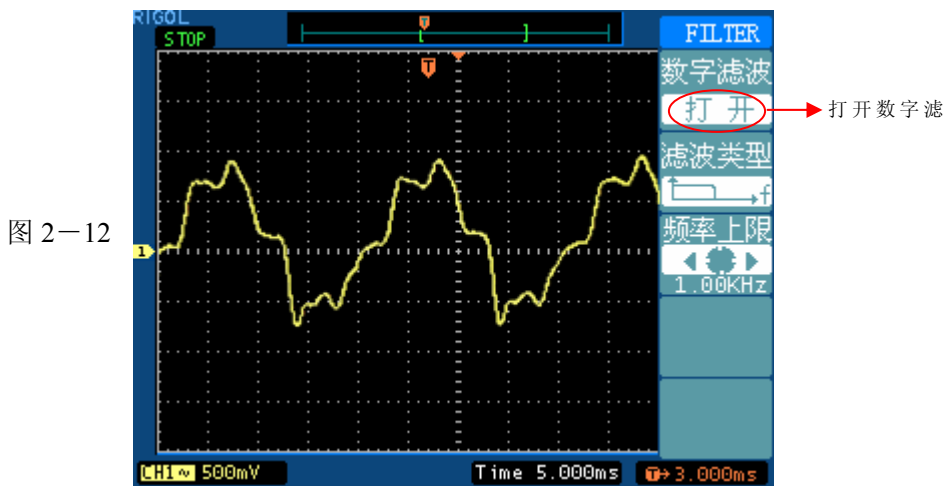 RIGOL
STOP
T
T
FILTER
数字滤波
打 开
打开数字滤
滤波类型
f
频率上限
1.00KHz
图 2－12
1
CH1~ 500mV
Time 5.000ms
T→3.000ms